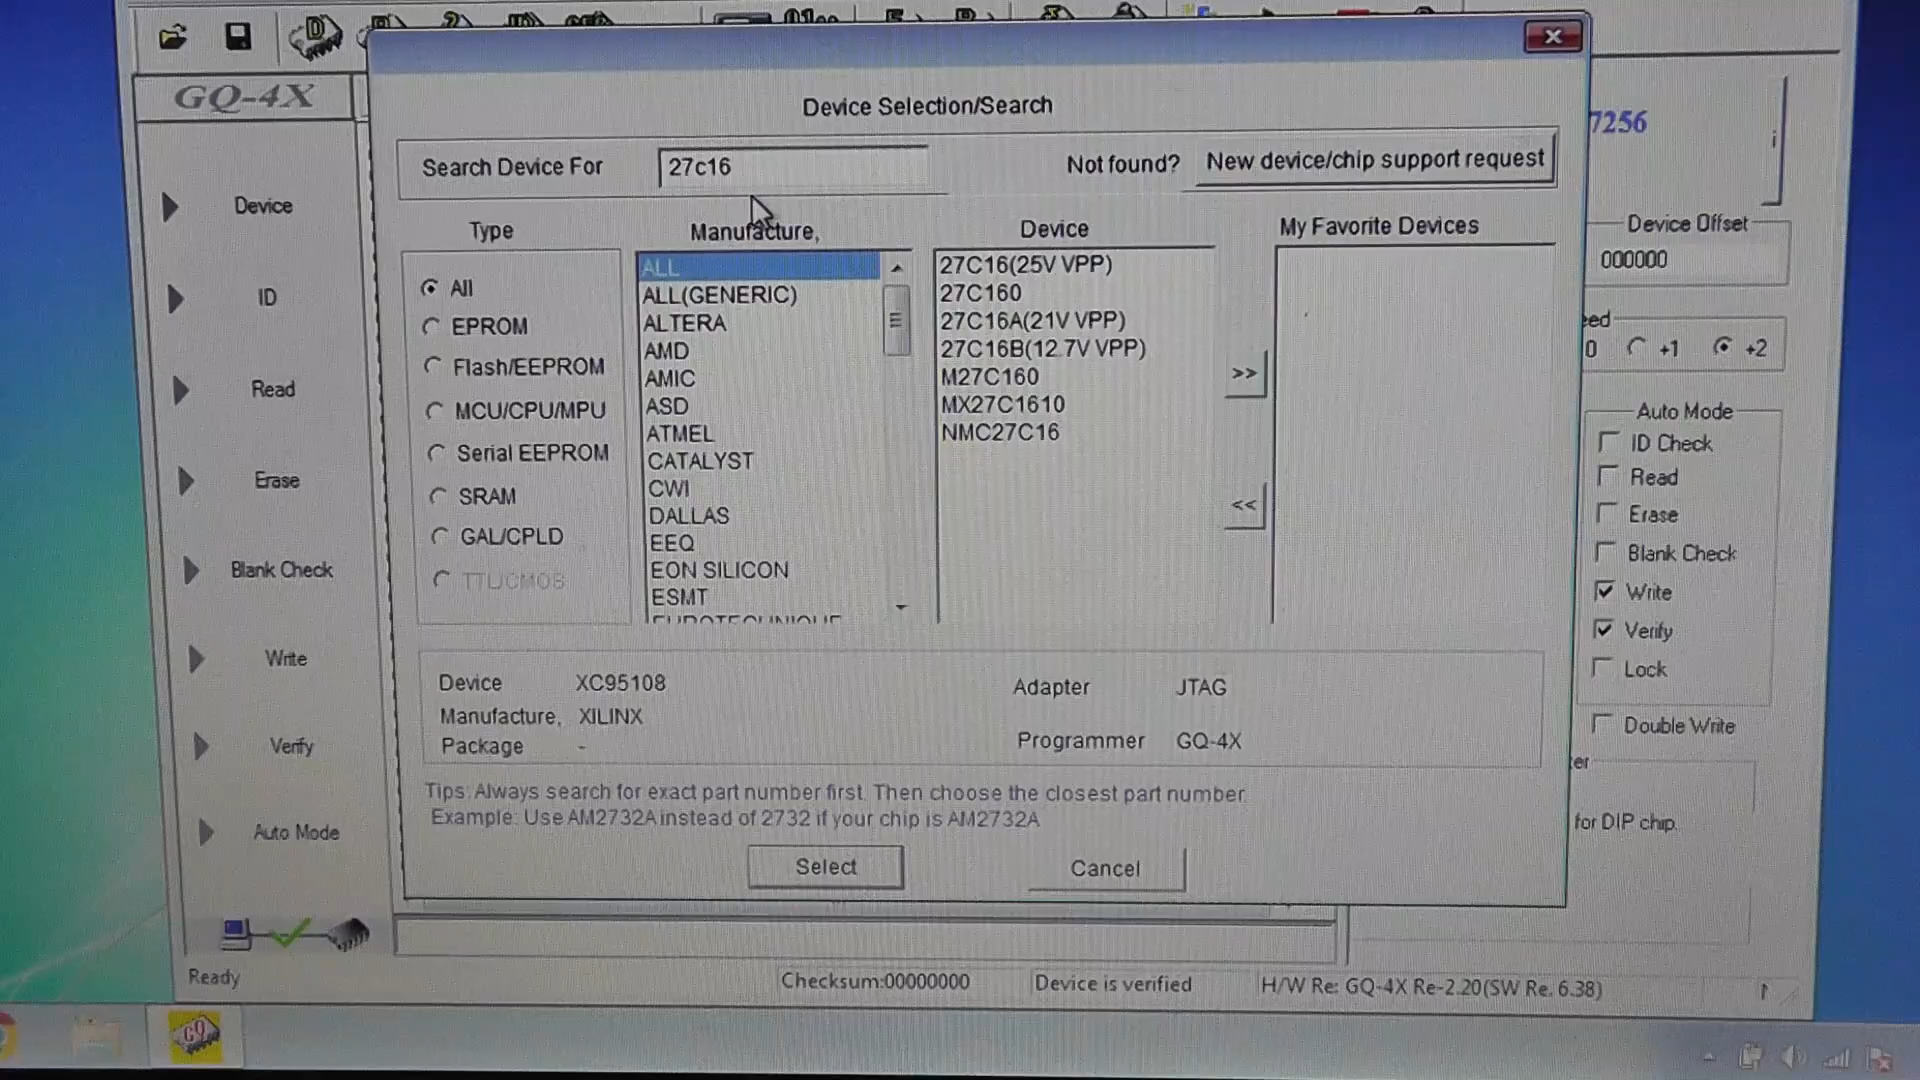 GQ-4X
Device
ID
Read
Erase
Blank Check
Write
Verify
Auto Mode
Ready
Device Selection/Search
Search Device For
27c16
Not found?
New device/chip support request
Type
All
EPROM
Flash/EEPROM
MCU/CPU/MPU
Serial EEPROM
SRAM
GAL/CPLD
TTL/CMOS
Manufacture,
ALL
ALL(GENERIC)
ALTERA
AMD
AMIC
ASD
ATMEL
CATALYST
CWI
DALLAS
EEQ
EON SILICON
ESMT
EUROTECHNIQUE
Device
27C16(25V VPP)
27C160
27C16A(21V VPP)
27C16B(12.7V VPP)
M27C160
MX27C1610
NMC27C16
>>
<<
My Favorite Devices
Device XC95108
Manufacture, XILINX
Package -
Adapter JTAG
Programmer GQ-4X
Tips: Always search for exact part number first. Then choose the closest part number.
Example: Use AM2732A instead of 2732 if your chip is AM2732A
Select
Cancel
7256
i
Device Offset
000000
eed
0 +1 +2
Auto Mode
ID Check
Read
Erase
Blank Check
Write
Verify
Lock
Double Write
er
for DIP chip.
Checksum:00000000
Device is verified
H/W Re: GQ-4X Re-2.20(SW Re. 6.38)
GQ